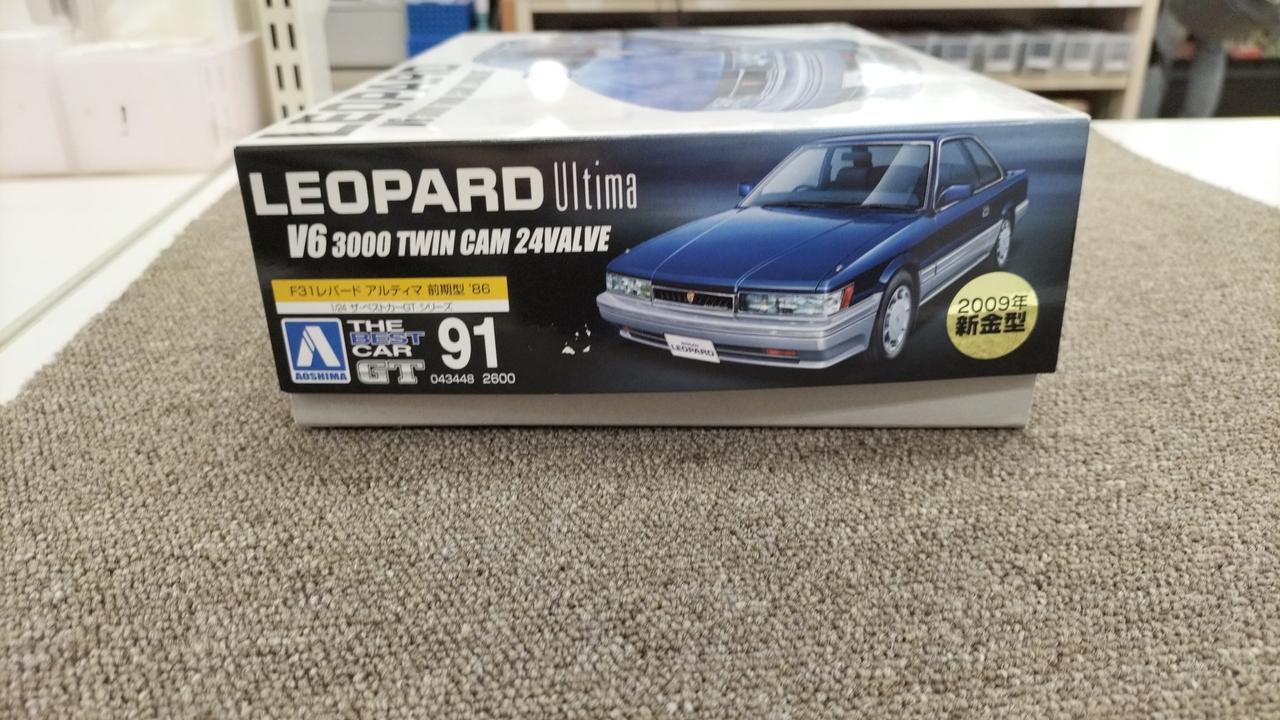 LEOPARD
LEOPARD Ultima
V6 3000 TWIN CAM 24VALVE
F31レパード アルティマ 前期型 '86
1/24 ザ・ベストカーGT シリーズ
AOSHIMA
THE
BEST
CAR
GT
91
043448 2600
LEOPARD
2009年
新金型